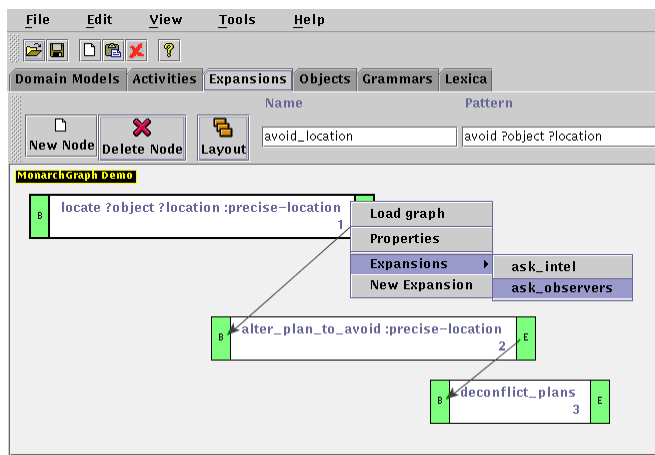 File Edit View Tools Help
?
Domain Models Activities Expansions Objects Grammars Lexica
Name Pattern
New Node Delete Node Layout avoid_location avoid ?object ?location
MonarchGraph Demo
B locate ?object ?location :precise-location
1
Load graph
Properties
Expansions ask_intel
New Expansion ask_observers
B alter_plan_to_avoid :precise-location E
2
B deconflict_plans E
3